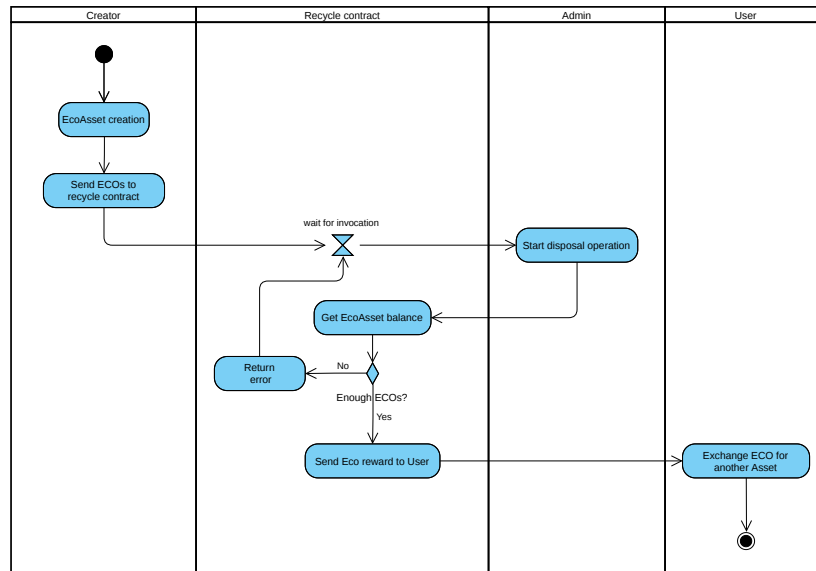 Creator
Recycle contract
Admin
User
EcoAsset creation
Send ECOs to
recycle contract
wait for invocation
Start disposal operation
Get EcoAsset balance
Return
error
No
Enough ECOs?
Yes
Send Eco reward to User
Exchange ECO for
another Asset